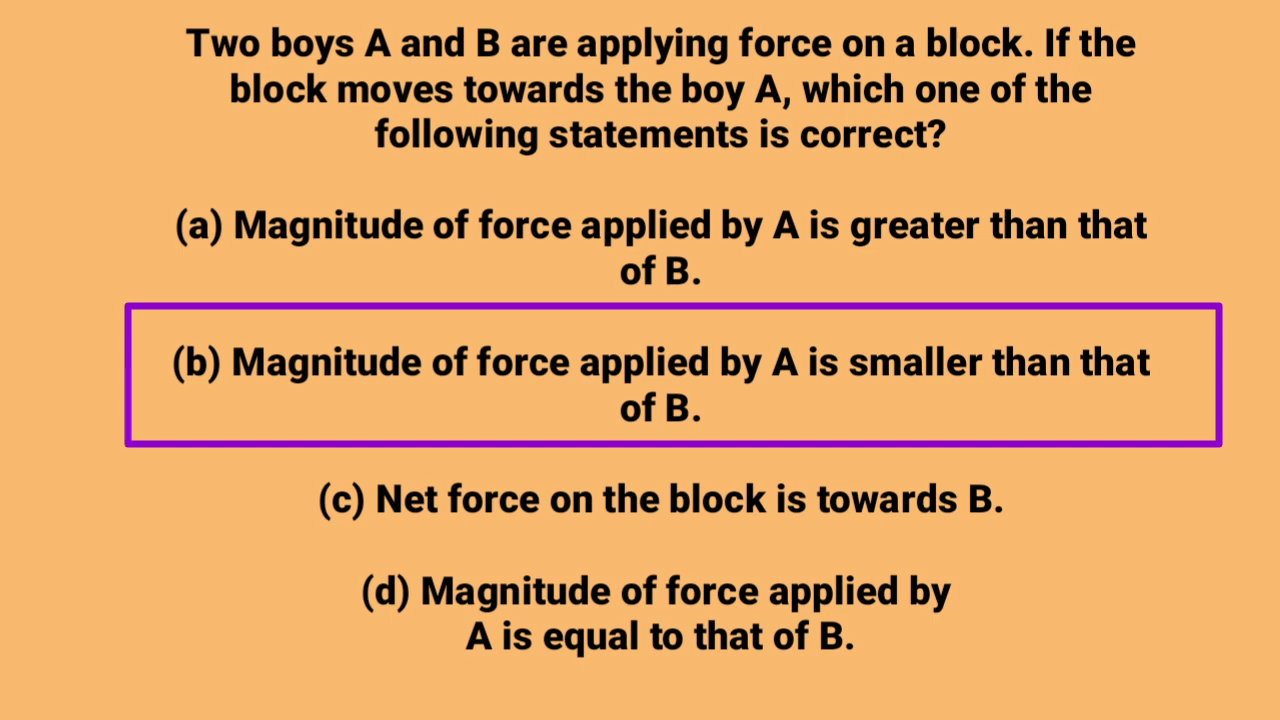 Two boys A and B are applying force on a block. If the
block moves towards the boy A, which one of the
following statements is correct?
(a) Magnitude of force applied by A is greater than that
of B.
(b) Magnitude of force applied by A is smaller than that
of B.
(c) Net force on the block is towards B.
(d) Magnitude of force applied by
A is equal to that of B.